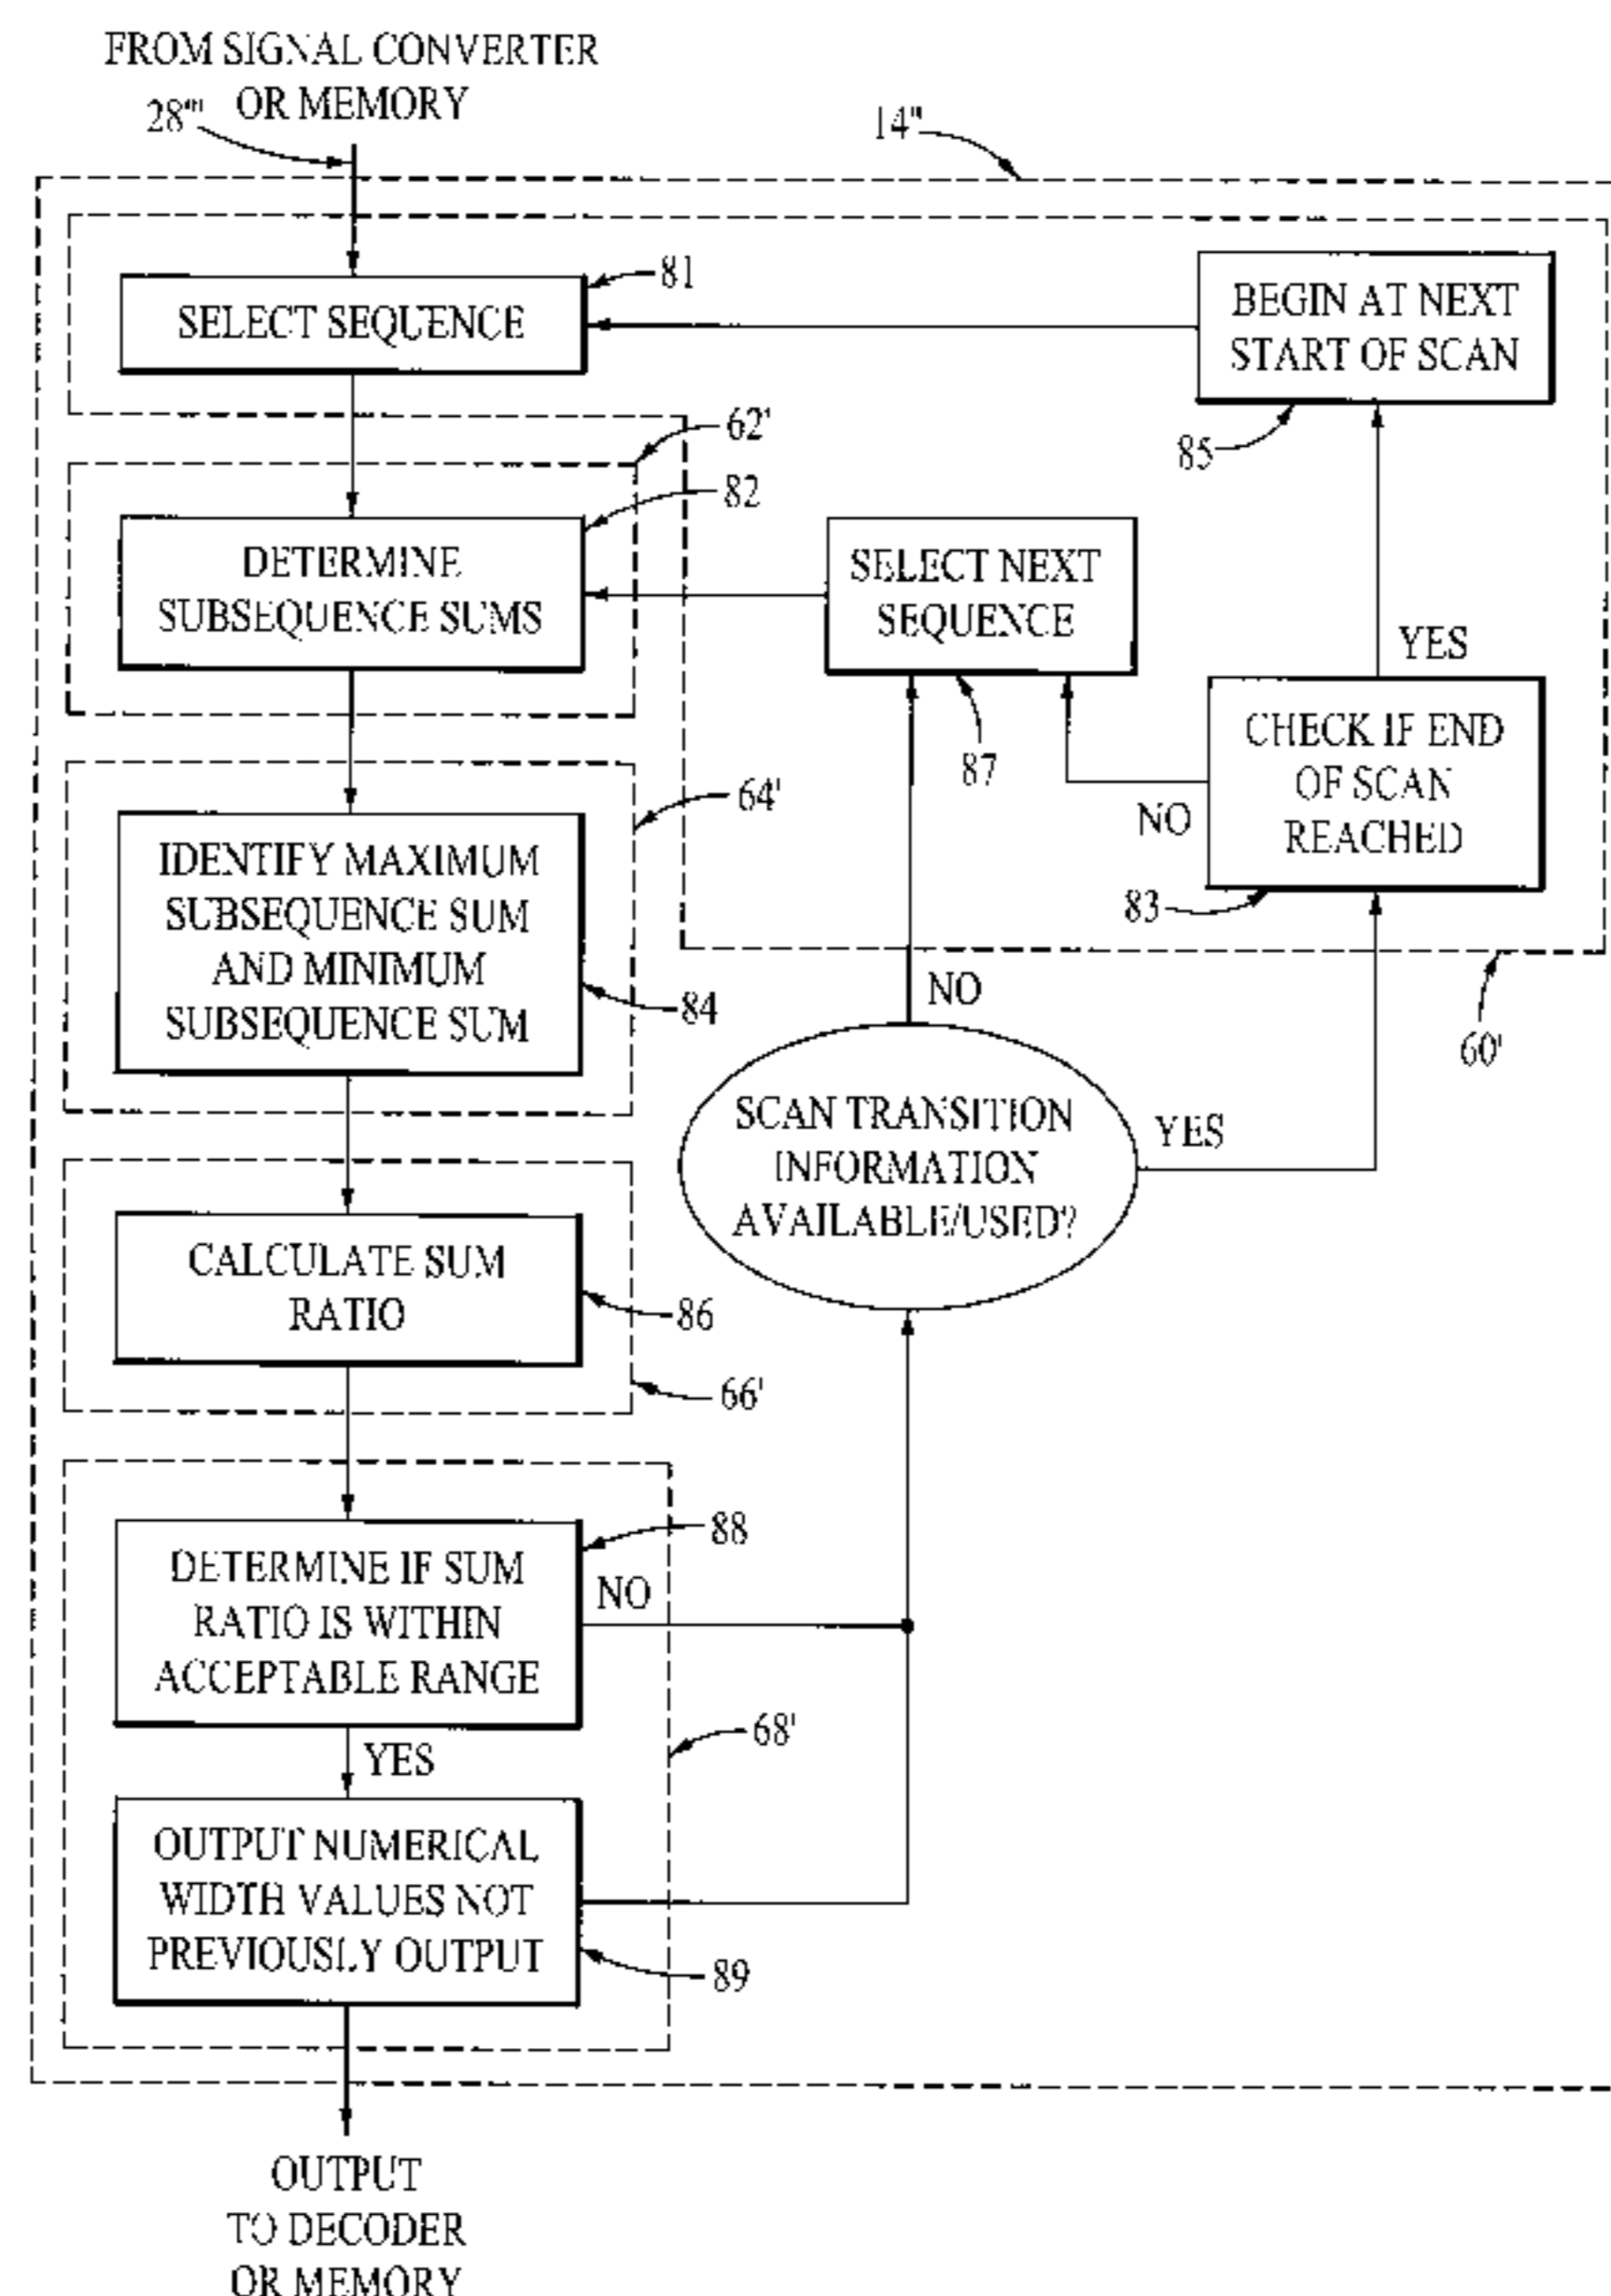 FROM SIGNAL CONVERTER
OR MEMORY
28'''
14"
SELECT SEQUENCE
81
BEGIN AT NEXT
START OF SCAN
85
62'
82
DETERMINE
SUBSEQUENCE SUMS
SELECT NEXT
SEQUENCE
87
YES
CHECK IF END
OF SCAN
REACHED
NO
83
64'
IDENTIFY MAXIMUM
SUBSEQUENCE SUM
AND MINIMUM
SUBSEQUENCE SUM
84
NO
60'
SCAN TRANSITION
INFORMATION
AVAILABLE/USED?
YES
CALCULATE SUM
RATIO
86
66'
88
DETERMINE IF SUM
RATIO IS WITHIN
ACCEPTABLE RANGE
NO
68'
YES
OUTPUT NUMERICAL
WIDTH VALUES NOT
PREVIOUSLY OUTPUT
89
OUTPUT
TO DECODER
OR MEMORY